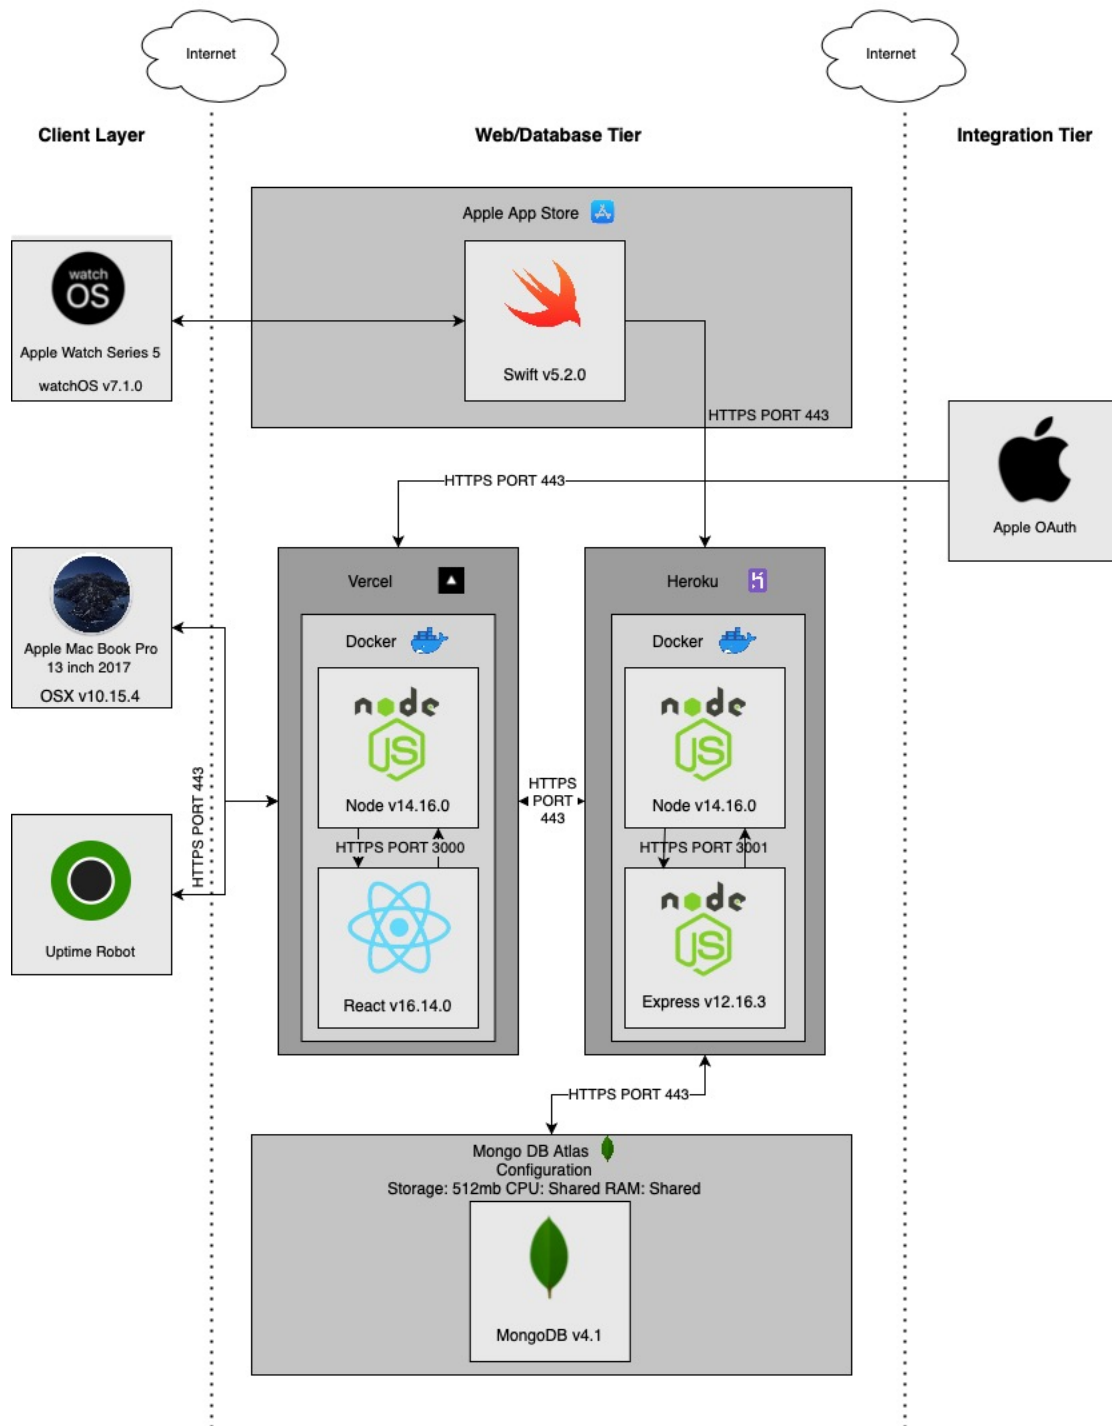 Internet
Internet
Client Layer
Web/Database Tier
Integration Tier
Apple App Store
watch
OS
Apple Watch Series 5
watchOS v7.1.0
Swift v5.2.0
HTTPS PORT 443
HTTPS PORT 443
Apple OAuth
Apple Mac Book Pro
13 inch 2017
OSX v10.15.4
HTTPS PORT 443
Uptime Robot
Vercel
Docker
node
JS
Node v14.16.0
HTTPS PORT 3000
React v16.14.0
HTTPS
PORT
443
Heroku
Docker
node
JS
Node v14.16.0
HTTPS PORT 3001
node
JS
Express v12.16.3
HTTPS PORT 443
Mongo DB Atlas
Configuration
Storage: 512mb CPU: Shared RAM: Shared
MongoDB v4.1